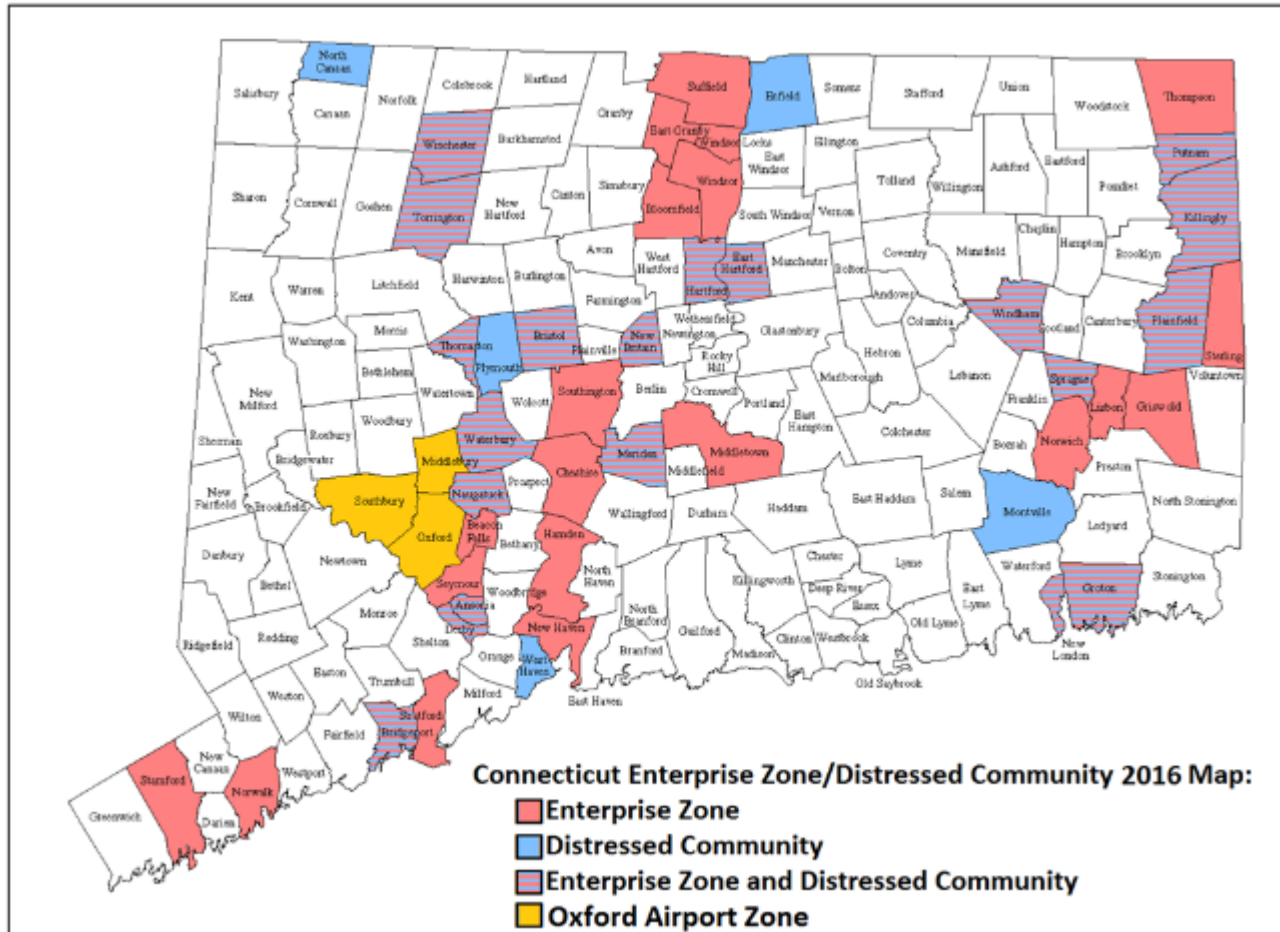 North
Canaan
Salisbury
Canaan
Norfolk
Colebrook
Hartland
Granby
Suffield
East Granby
Windsor
Locks
Enfield
Somers
Stafford
Union
Woodstock
Thompson
Winchester
Barkhamsted
East
Windsor
Ellington
Willington
Ashford
Eastford
Pomfret
Putnam
Sharon
Cornwall
Goshen
Torrington
New
Hartford
Canton
Simsbury
Bloomfield
Windsor
South Windsor
Vernon
Tolland
Killingly
Kent
Warren
Litchfield
Harwinton
Burlington
Avon
West
Hartford
Hartford
East
Hartford
Manchester
Bolton
Coventry
Mansfield
Chaplin
Hampton
Brooklyn
Farmington
Wethersfield
Newington
Glastonbury
Andover
Columbia
Windham
Scotland
Canterbury
Plainfield
Sterling
Washington
Morris
Bethlehem
Thomaston
Plymouth
Bristol
Plainville
New
Britain
Rocky
Hill
Hebron
Marlborough
Lebanon
Franklin
Sprague
Lisbon
Griswold
Voluntown
New
Milford
Watertown
Wolcott
Southington
Berlin
Cromwell
Portland
East
Hampton
Colchester
Bozrah
Norwich
Preston
Sherman
Roxbury
Woodbury
Bridgewater
Middlebury
Waterbury
Cheshire
Meriden
Middletown
Middlefield
New
Fairfield
Brookfield
Southbury
Naugatuck
Prospect
Wallingford
Durham
Haddam
East Haddam
Salem
Montville
Ledyard
North Stonington
Danbury
Bethel
Newtown
Oxford
Beacon
Falls
Bethany
Hamden
North
Haven
Chester
Deep River
Essex
Lyme
East
Lyme
Waterford
Groton
Stonington
Ridgefield
Redding
Monroe
Seymour
Ansonia
Derby
Woodbridge
New Haven
North
Branford
Guilford
Killingworth
Madison
Clinton
Westbrook
Old Lyme
New
London
Old Saybrook
Wilton
Weston
Easton
Trumbull
Shelton
Orange
Milford
West
Haven
East Haven
Branford
Stratford
Bridgeport
Fairfield
Westport
Norwalk
New
Canaan
Darien
Stamford
Greenwich
Connecticut Enterprise Zone/Distressed Community 2016 Map:
Enterprise Zone
Distressed Community
Enterprise Zone and Distressed Community
Oxford Airport Zone